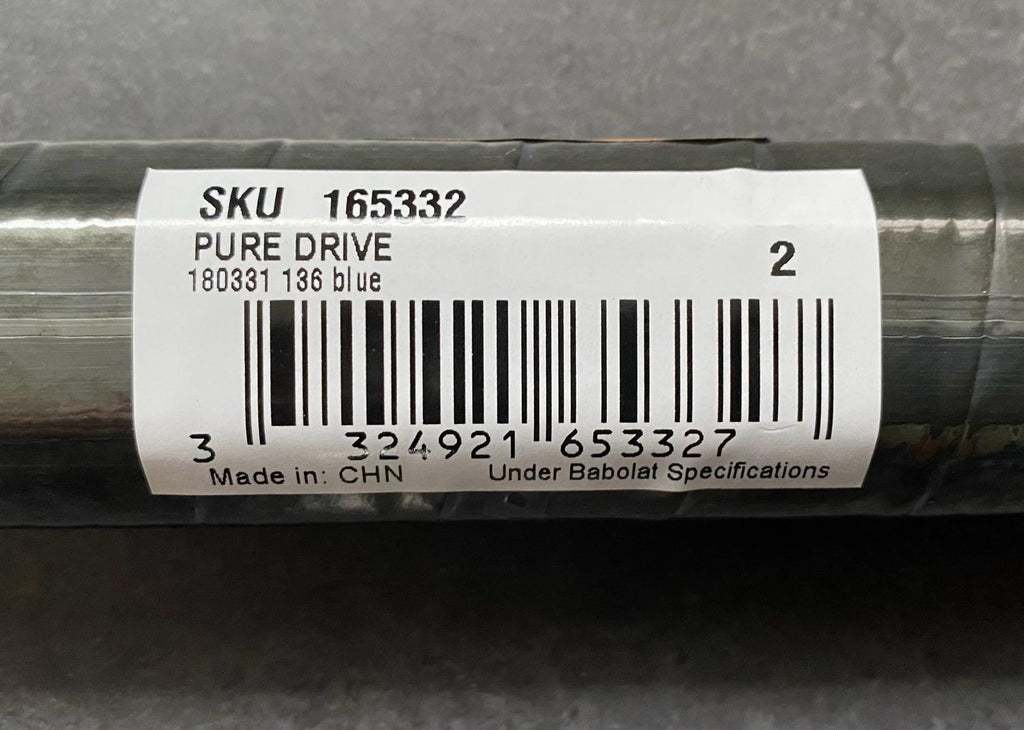 SKU 165332
PURE DRIVE
2
180331 136 blue
3 324921 653327
Made in: CHN Under Babolat Specifications